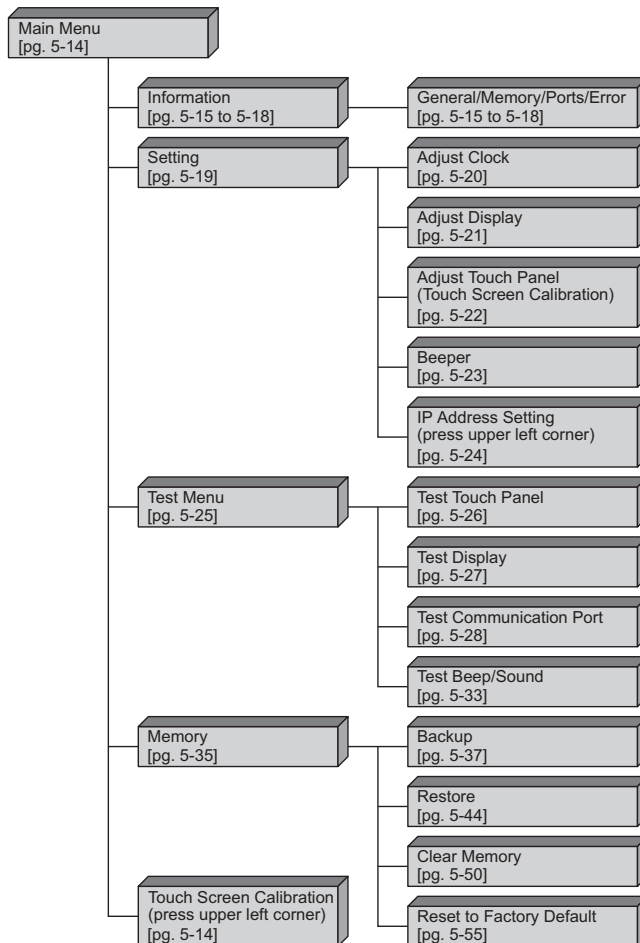 Main Menu
[pg. 5-14]
Information
[pg. 5-15 to 5-18]
General/Memory/Ports/Error
[pg. 5-15 to 5-18]
Setting
[pg. 5-19]
Adjust Clock
[pg. 5-20]
Adjust Display
[pg. 5-21]
Adjust Touch Panel
(Touch Screen Calibration)
[pg. 5-22]
Beeper
[pg. 5-23]
IP Address Setting
(press upper left corner)
[pg. 5-24]
Test Menu
[pg. 5-25]
Test Touch Panel
[pg. 5-26]
Test Display
[pg. 5-27]
Test Communication Port
[pg. 5-28]
Test Beep/Sound
[pg. 5-33]
Memory
[pg. 5-35]
Backup
[pg. 5-37]
Restore
[pg. 5-44]
Clear Memory
[pg. 5-50]
Reset to Factory Default
[pg. 5-55]
Touch Screen Calibration
(press upper left corner)
[pg. 5-14]